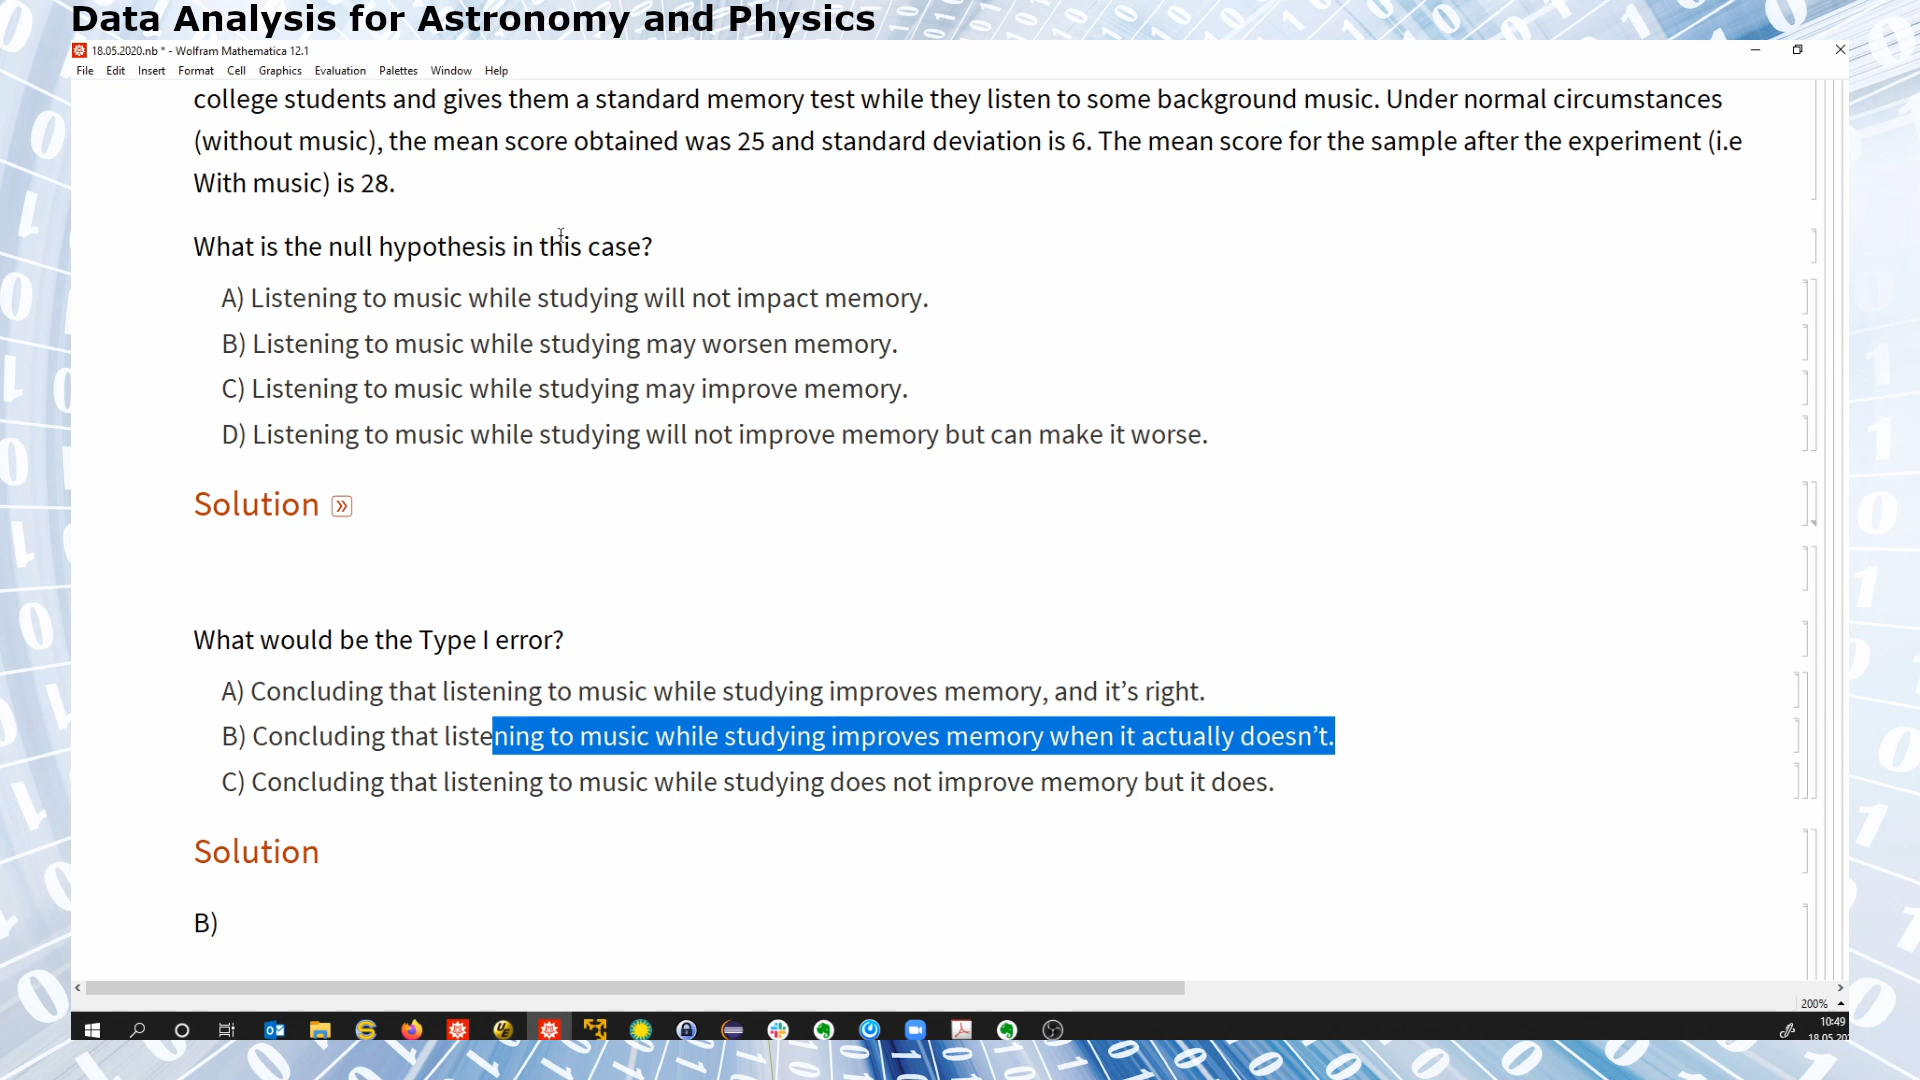 Data Analysis for Astronomy and Physics
18.05.2020.nb * - Wolfram Mathematica 12.1
File Edit Insert Format Cell Graphics Evaluation Palettes Window Help
college students and gives them a standard memory test while they listen to some background music. Under normal circumstances
(without music), the mean score obtained was 25 and standard deviation is 6. The mean score for the sample after the experiment (i.e
With music) is 28.
What is the null hypothesis in this case?
A) Listening to music while studying will not impact memory.
B) Listening to music while studying may worsen memory.
C) Listening to music while studying may improve memory.
D) Listening to music while studying will not improve memory but can make it worse.
Solution
What would be the Type I error?
A) Concluding that listening to music while studying improves memory, and it’s right.
B) Concluding that listening to music while studying improves memory when it actually doesn’t.
C) Concluding that listening to music while studying does not improve memory but it does.
Solution
B)
200%
10:49
18.05.20